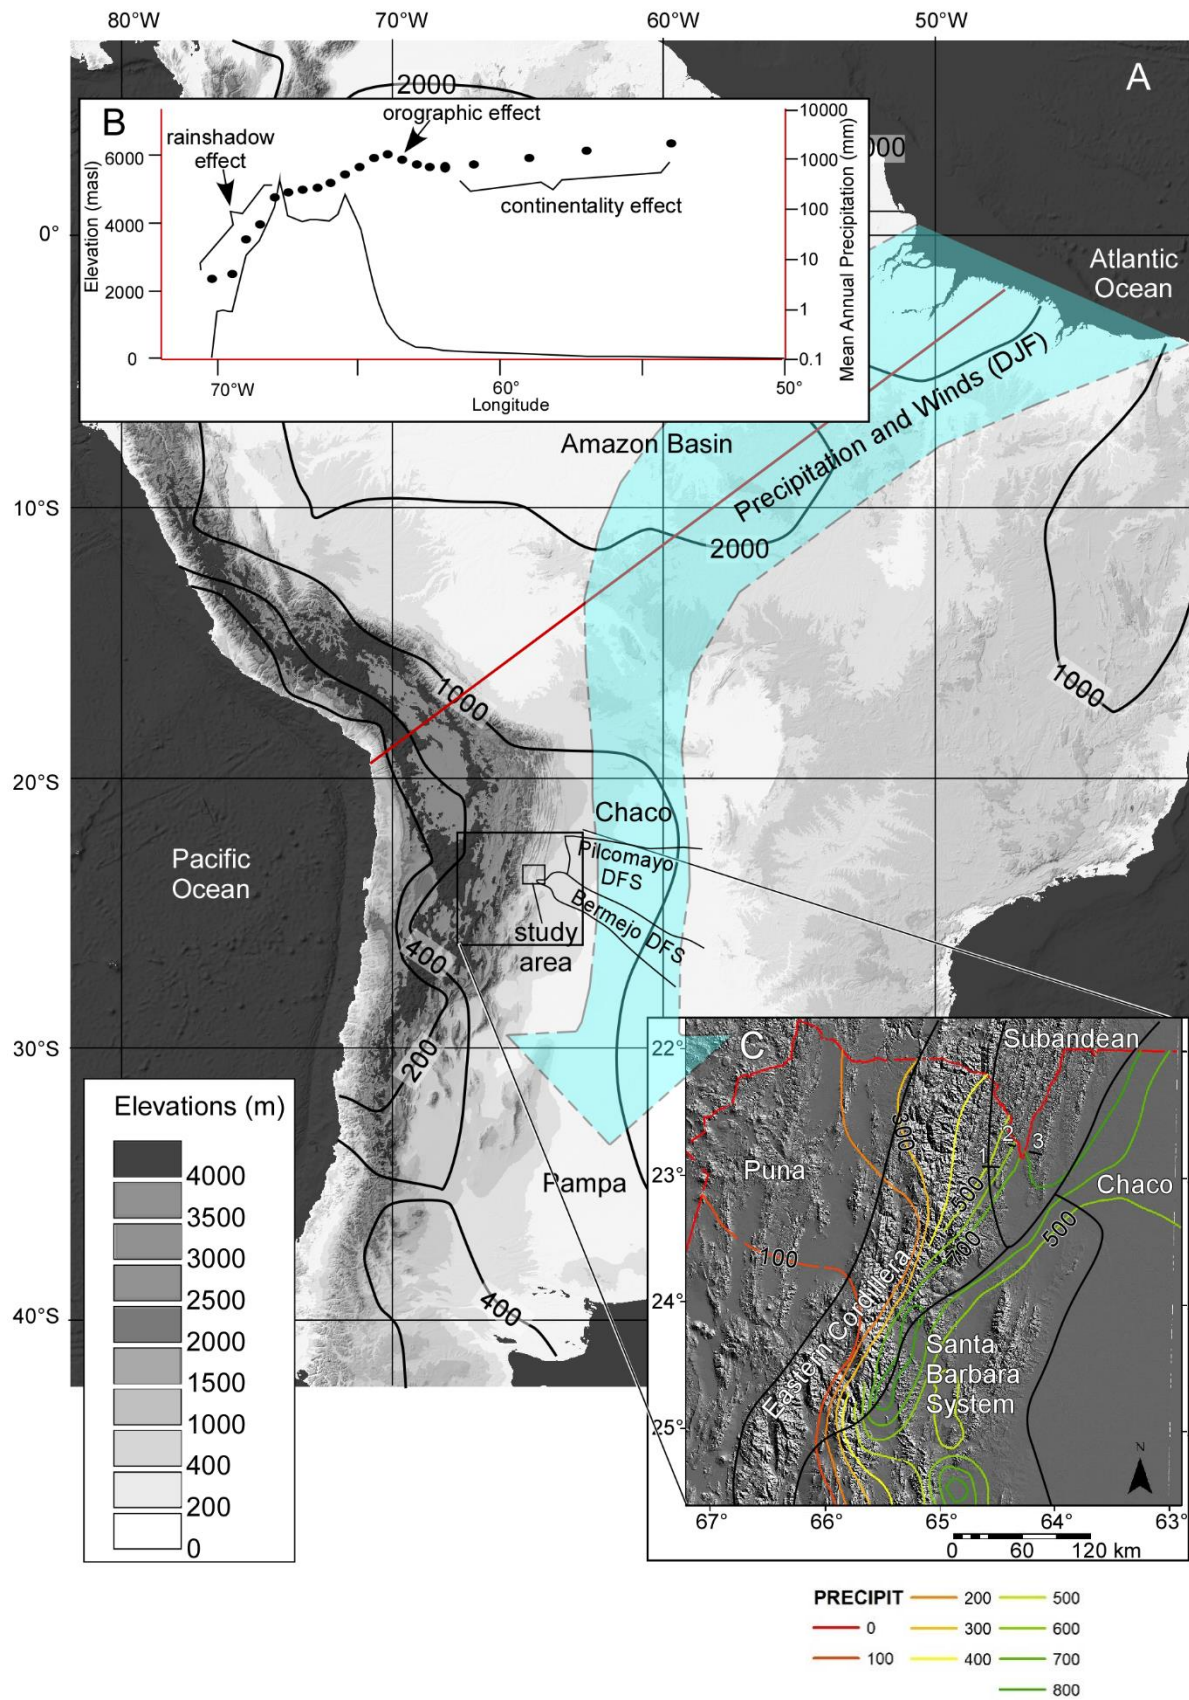 80°W 70°W 60°W 50°W 40°W
A
2000
B
orographic effect
rainshadow
effect
continuality effect
6000
4000
2000
0
Elevation (masl)
10000
1000
100
10
1
0.1
Mean Annual Precipitation (mm)
70°W 60° 50°
Longitude
000
0°
10°S
20°S
30°S
40°S
Atlantic
Ocean
Precipitation and Winds (DJF)
Amazon Basin
2000
1000
1000
Pacific
Ocean
Chaco
Pilcomayo
DFS
Bermejo DFS
study
area
400
200
Pampa
400
Elevations (m)
4000
3500
3000
2500
2000
1500
1000
400
200
0
C
22°
23°
24°
25°
Subandean
2
1
3
Puna
300
500
700
Chaco
500
100
Eastern Cordillera
Santa
Barbara
System
N
67° 66° 65° 64° 63°
0 60 120 km
PRECIPIT 200 500
0 300 600
100 400 700
800